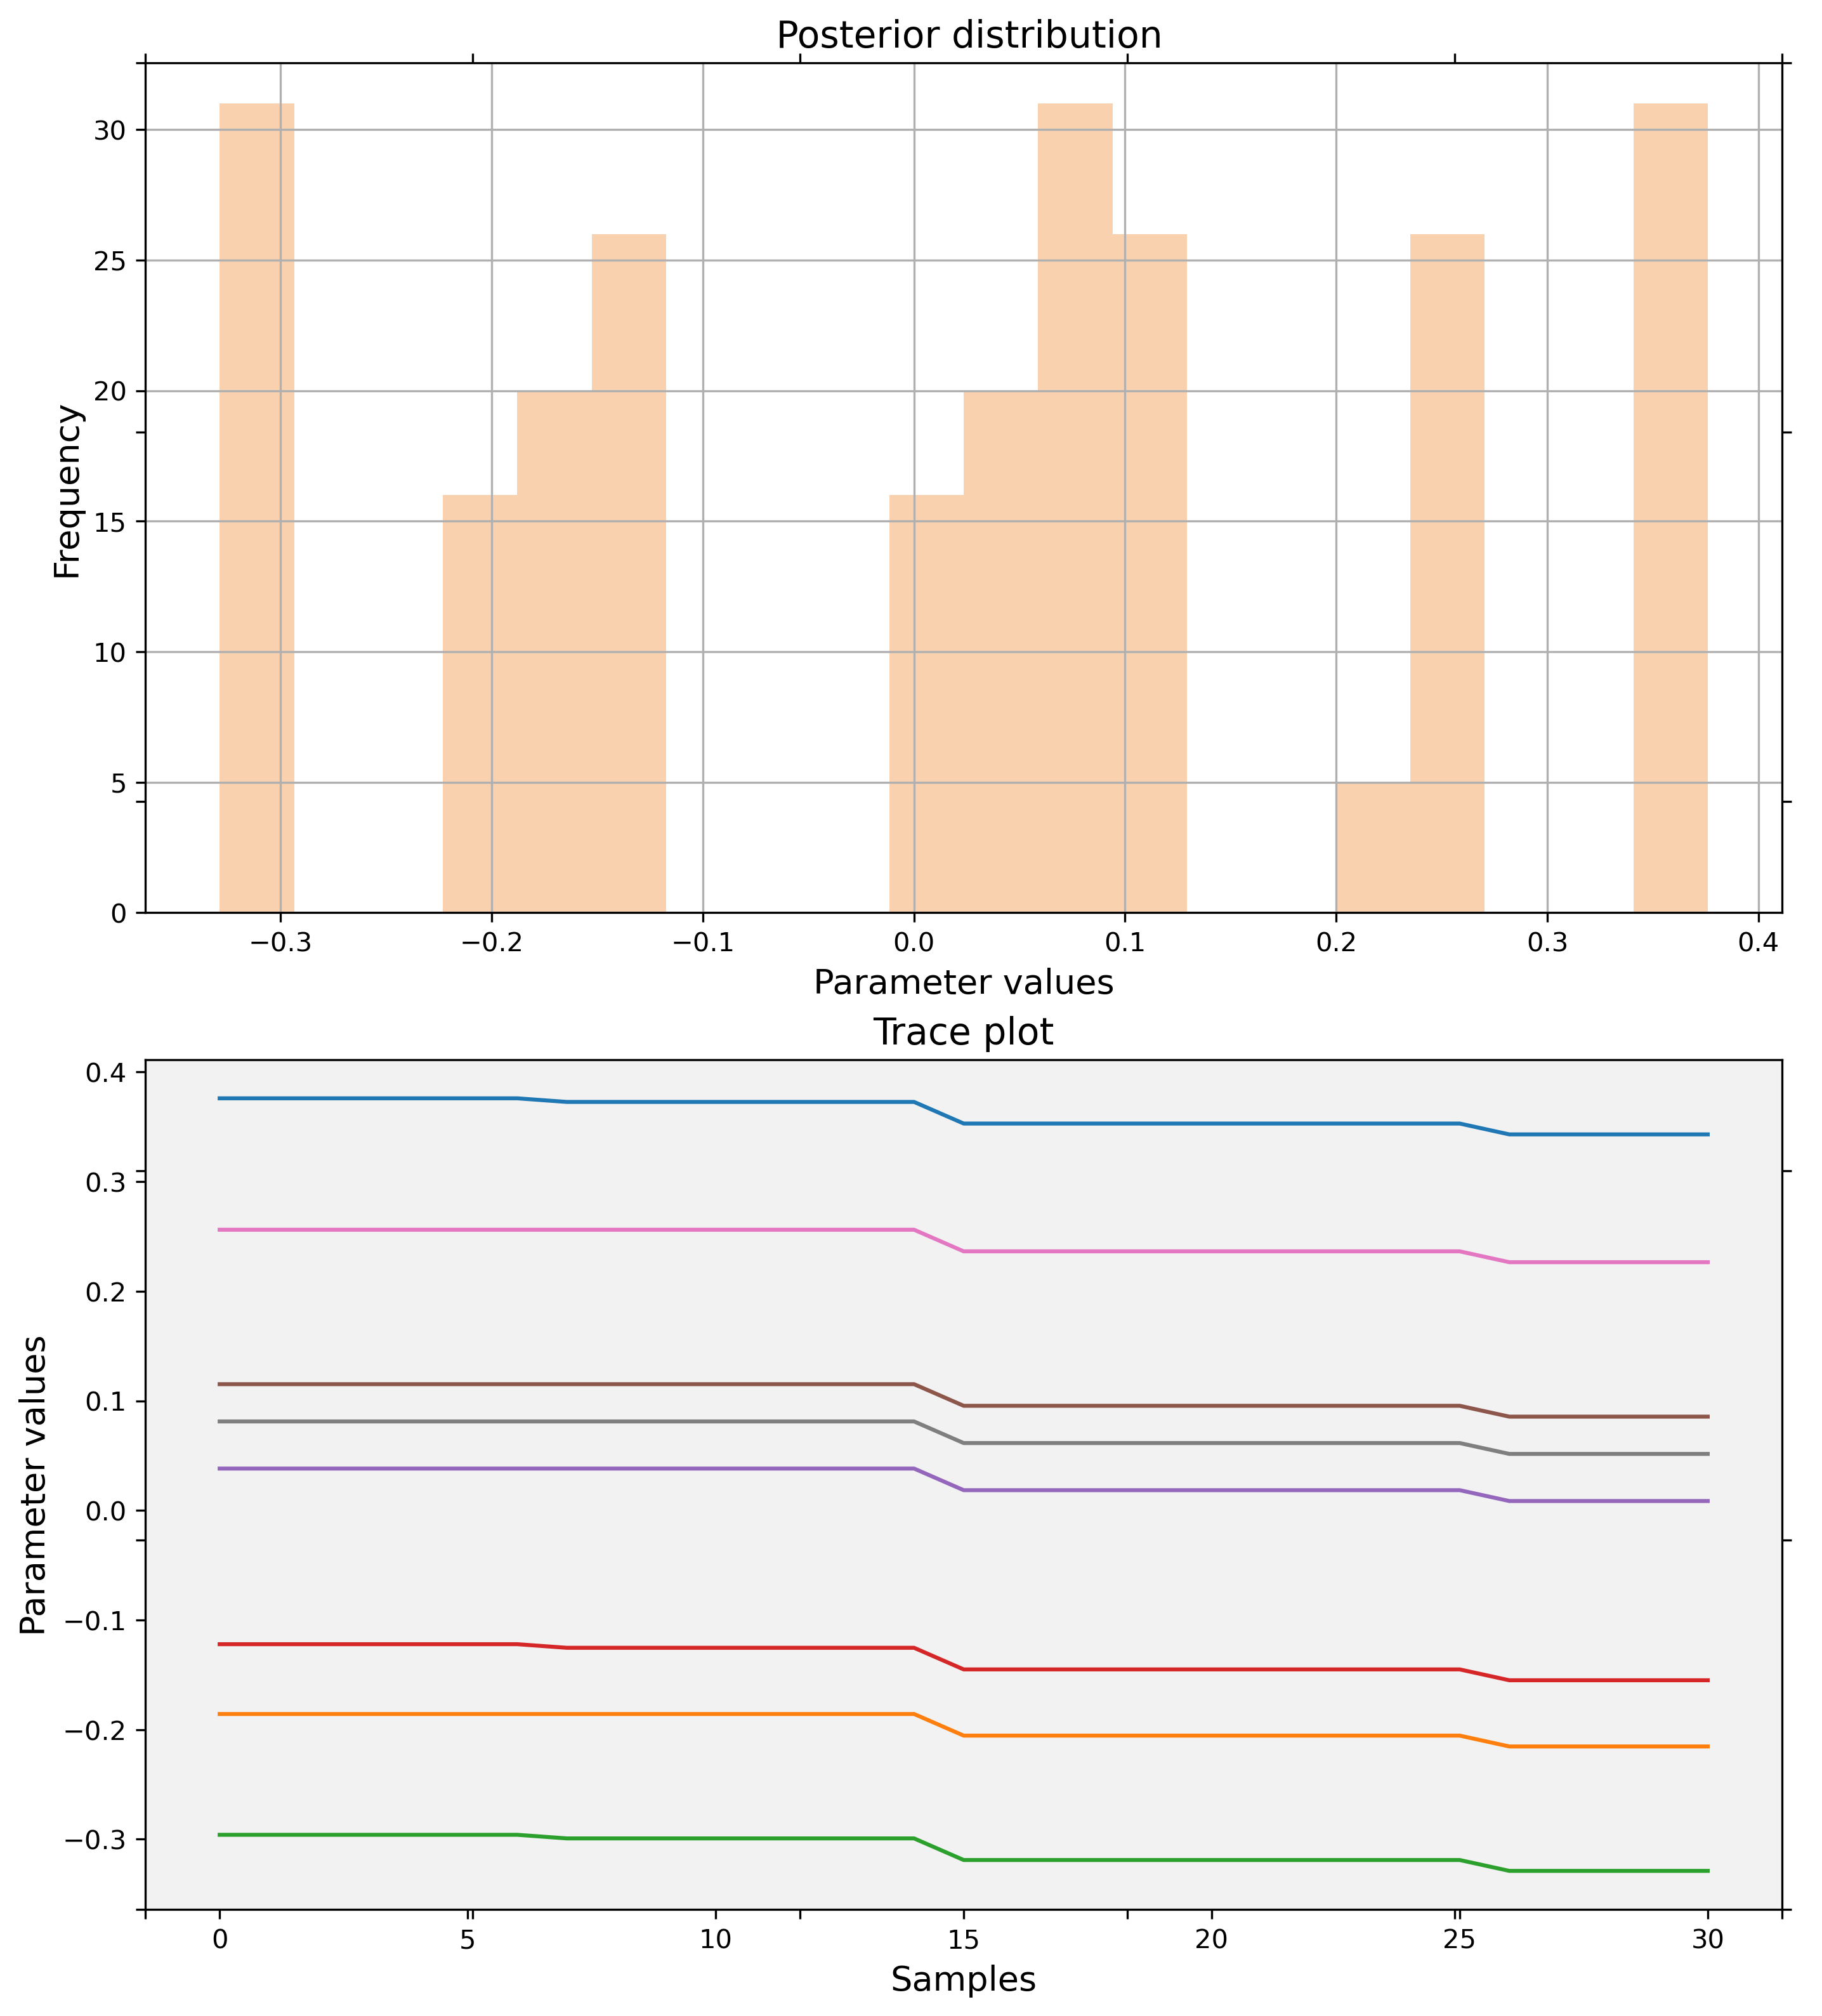 Posterior distribution
30
25
20
15
10
5
0
Frequency
−0.3 −0.2 −0.1 0.0 0.1 0.2 0.3 0.4
Parameter values
Trace plot
0.4
0.3
0.2
0.1
0.0
−0.1
−0.2
−0.3
Parameter values
0 5 10 15 20 25 30
Samples